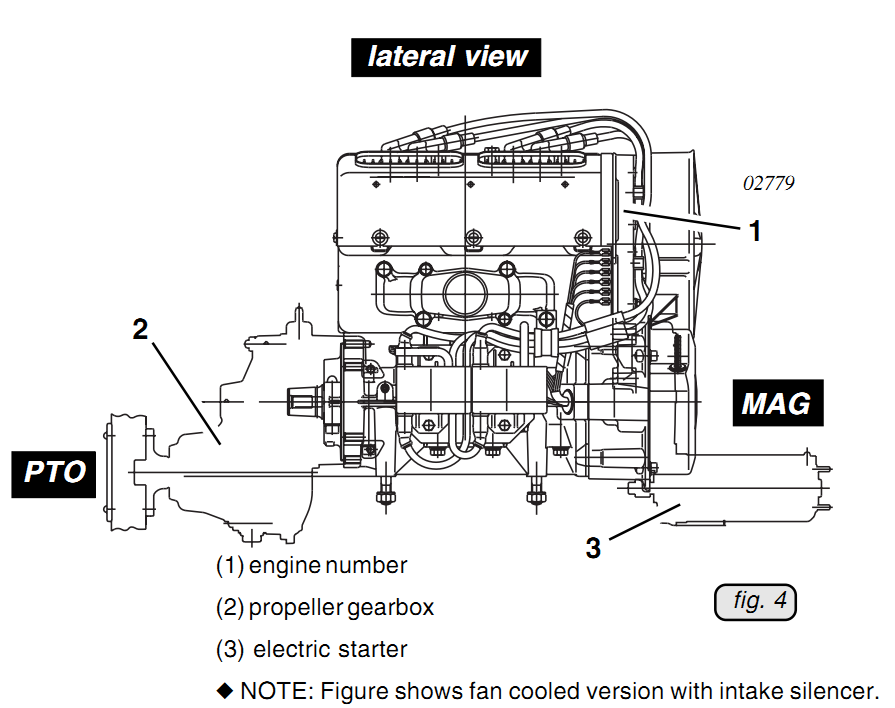 lateral view
02779
1
2
MAG
PTO
3
(1) engine number
(2) propeller gearbox
(3) electric starter
fig. 4
◆ NOTE: Figure shows fan cooled version with intake silencer.